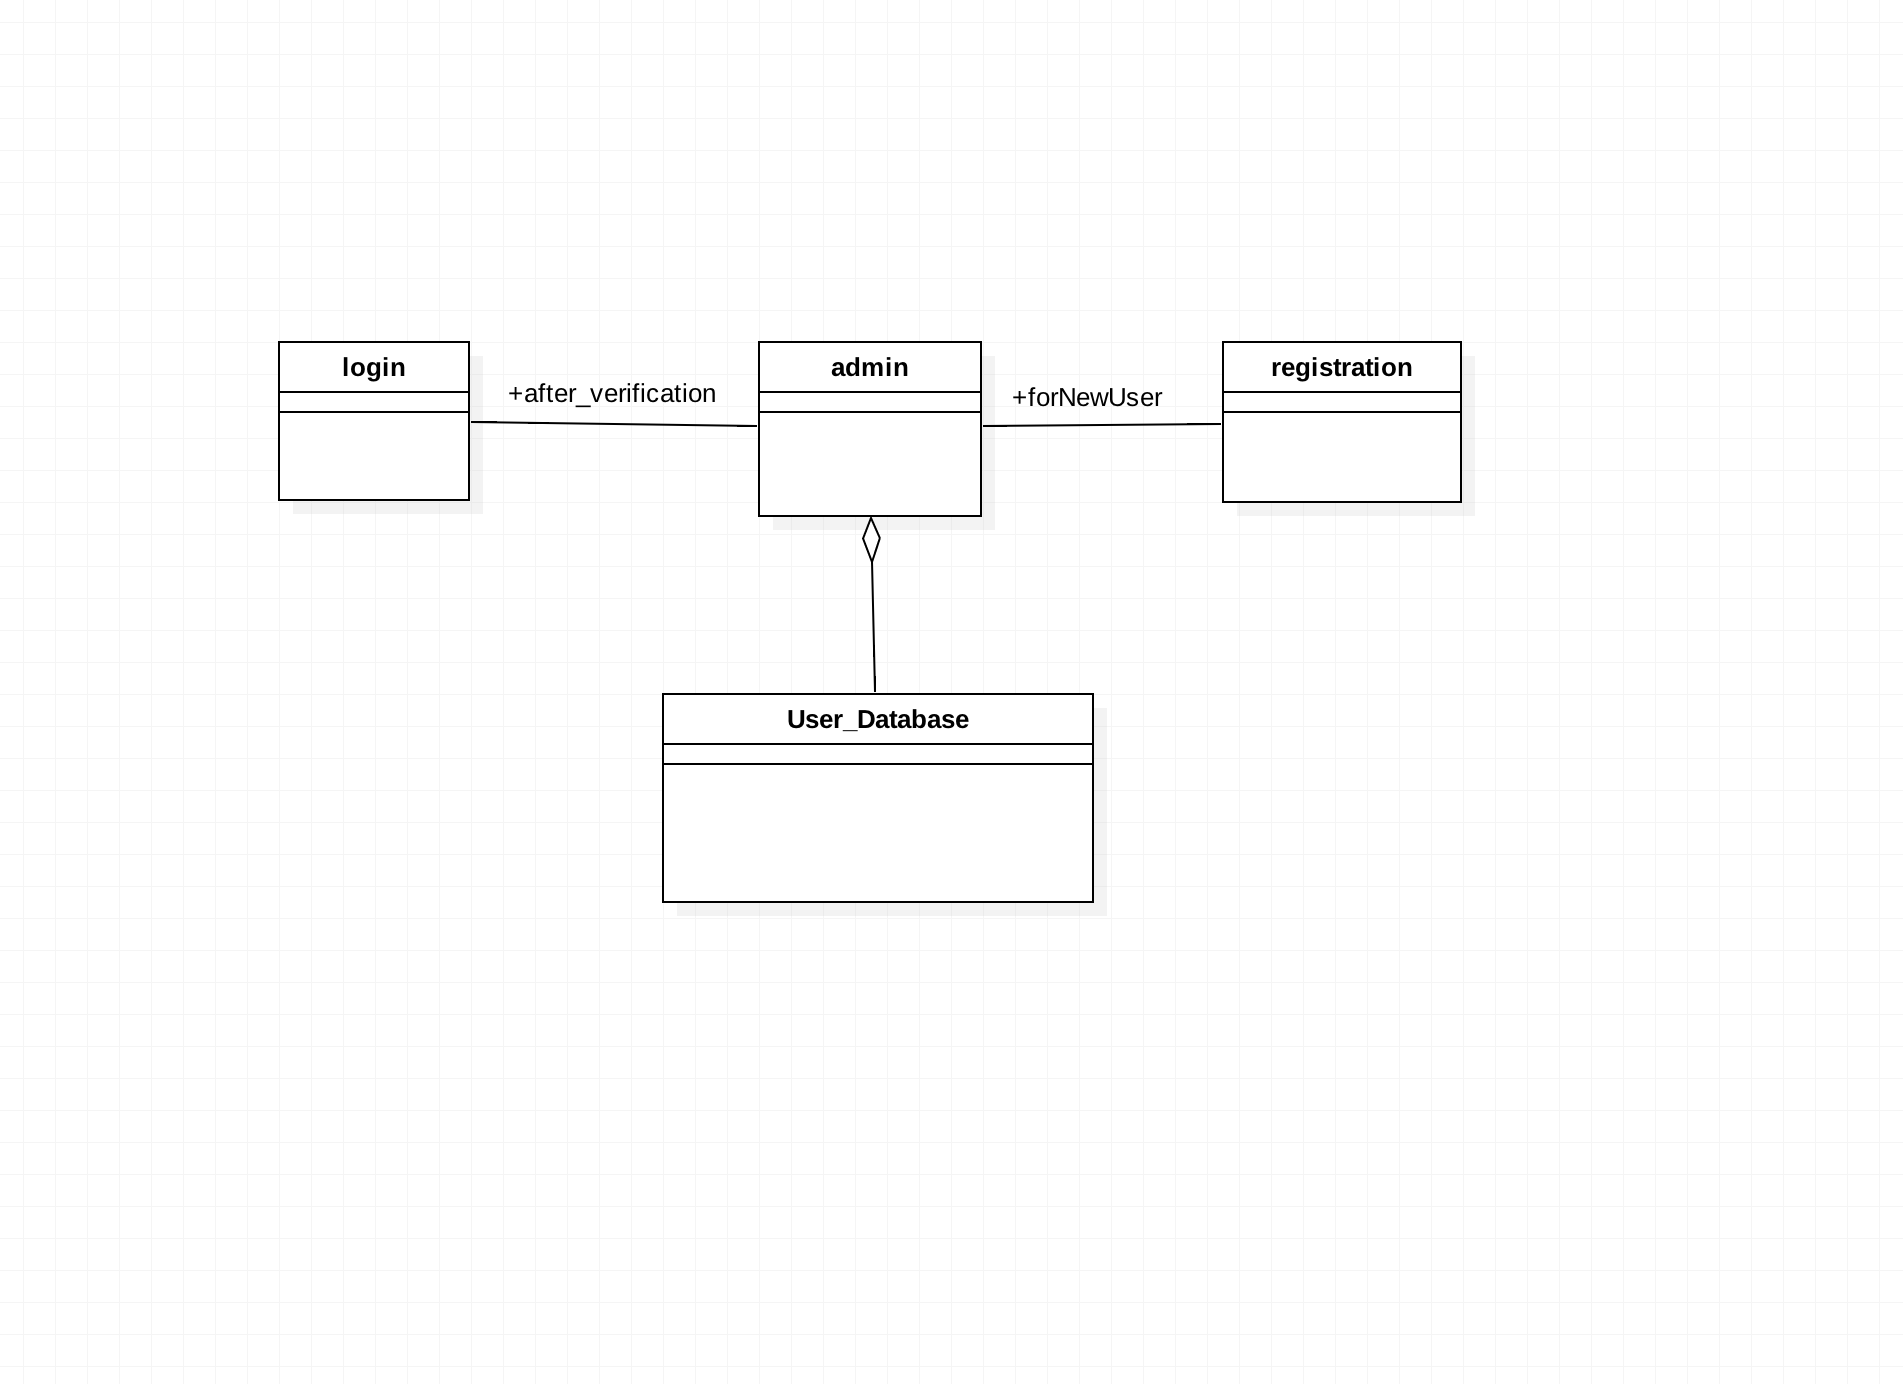 login
+after_verification
admin
+forNewUser
registration
User_Database